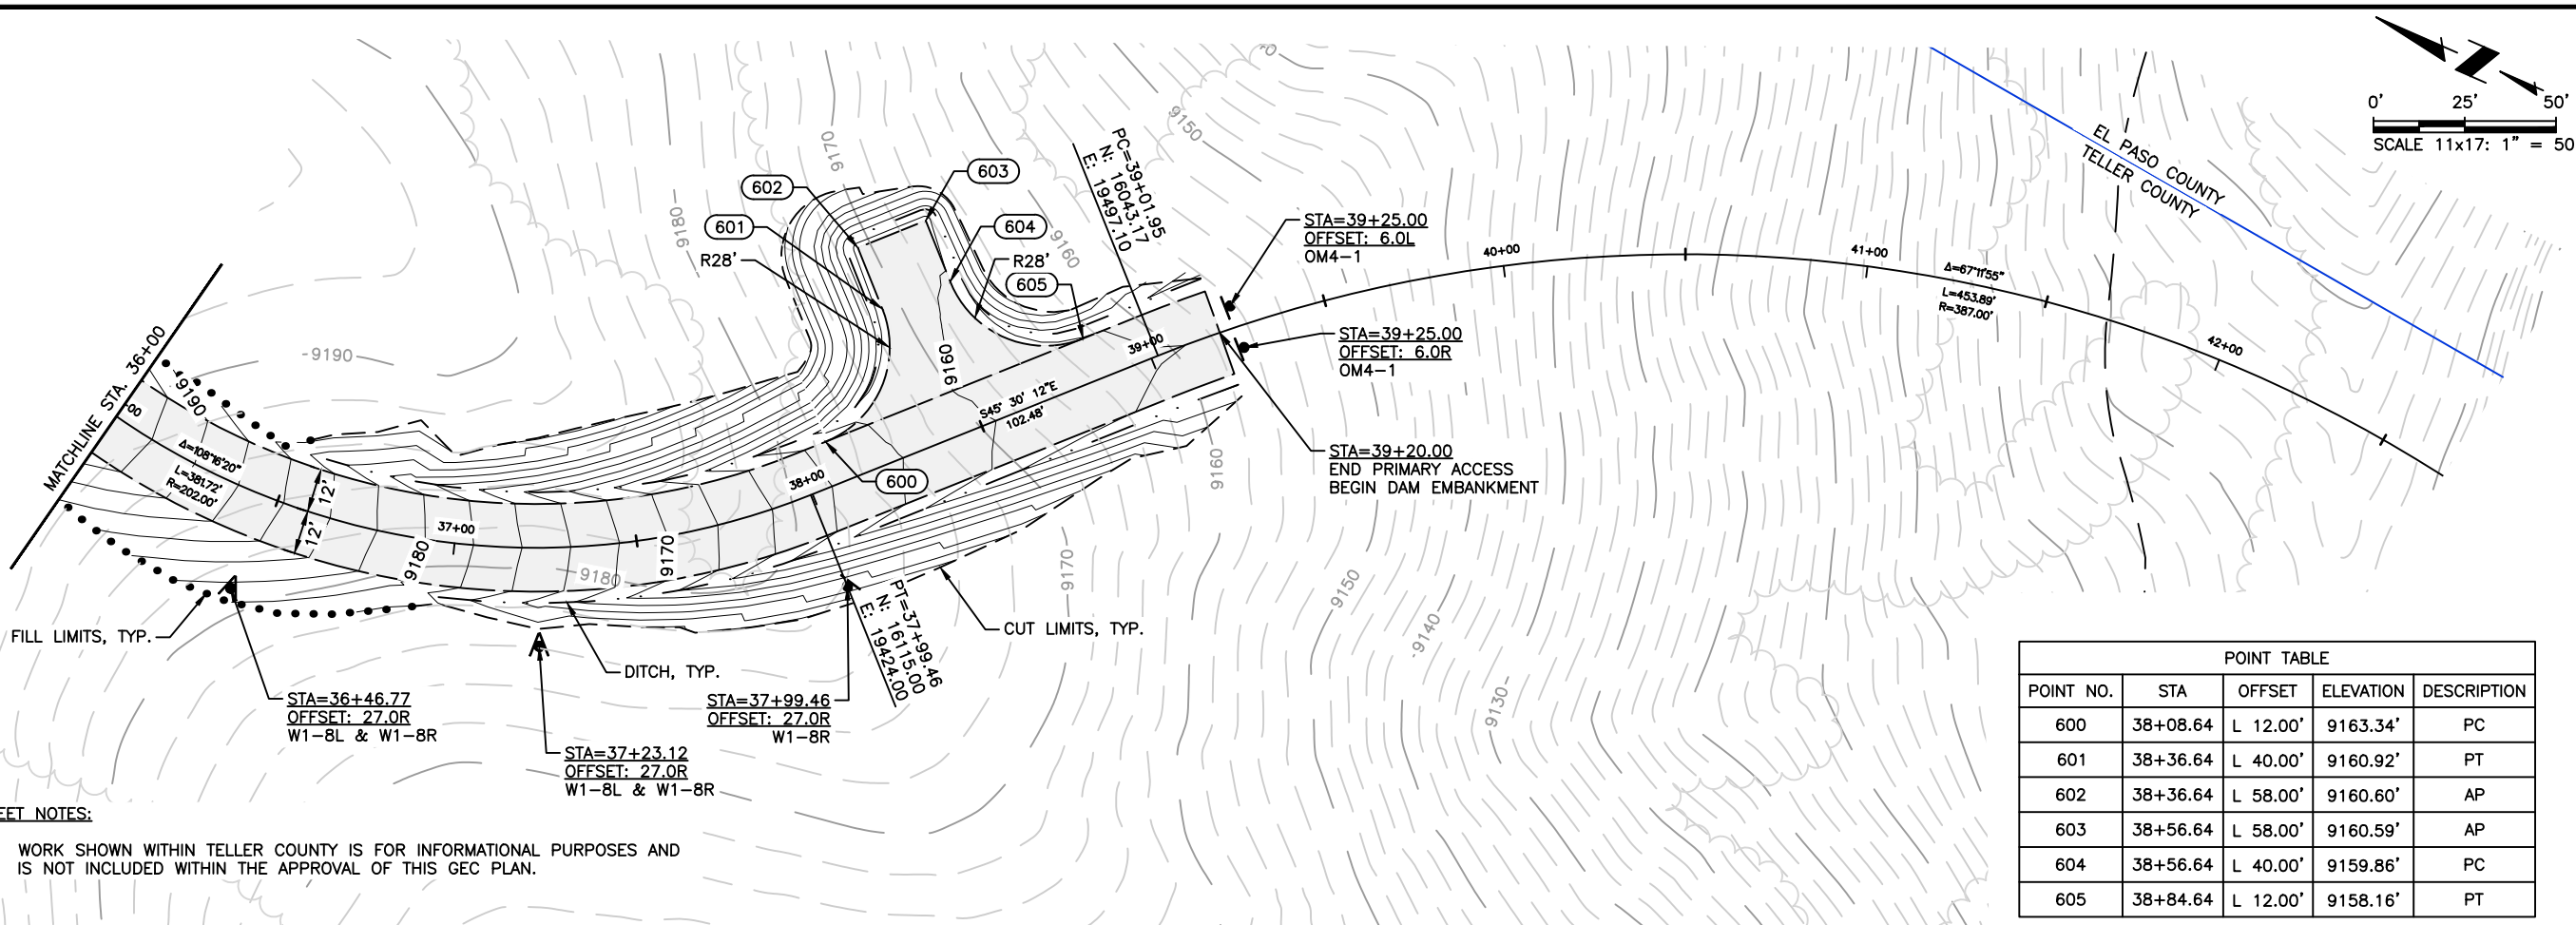 0' 25' 50'
SCALE 11x17: 1" = 50
EL PASO COUNTY
TELLER COUNTY
9150
9170
9180
9160
-9190
602
603
601
604
R28'
R28'
605
PC=39+01.95
N: 16043.17
E: 19497.10
STA=39+25.00
OFFSET: 6.0L
OM4-1
STA=39+25.00
OFFSET: 6.0R
OM4-1
40+00
41+00
Δ=67°11'55"
L=453.89'
R=387.00'
42+00
MATCHLINE STA. 36+00
9190
+00
Δ=108°16'20"
L=381.72'
R=202.00'
12'
12'
37+00
9180
9180
9170
38+00
600
9160
S45° 30' 12"E
102.48'
39+00
9160
STA=39+20.00
END PRIMARY ACCESS
BEGIN DAM EMBANKMENT
9170
9150
-9140
9130-
PT=37+99.46
N: 16115.00
E: 19424.00
FILL LIMITS, TYP.
CUT LIMITS, TYP.
DITCH, TYP.
STA=36+46.77
OFFSET: 27.0R
W1-8L & W1-8R
STA=37+99.46
OFFSET: 27.0R
W1-8R
STA=37+23.12
OFFSET: 27.0R
W1-8L & W1-8R
EET NOTES:
WORK SHOWN WITHIN TELLER COUNTY IS FOR INFORMATIONAL PURPOSES AND
IS NOT INCLUDED WITHIN THE APPROVAL OF THIS GEC PLAN.
POINT TABLE
POINT NO. STA OFFSET ELEVATION DESCRIPTION
600 38+08.64 L 12.00' 9163.34' PC
601 38+36.64 L 40.00' 9160.92' PT
602 38+36.64 L 58.00' 9160.60' AP
603 38+56.64 L 58.00' 9160.59' AP
604 38+56.64 L 40.00' 9159.86' PC
605 38+84.64 L 12.00' 9158.16' PT